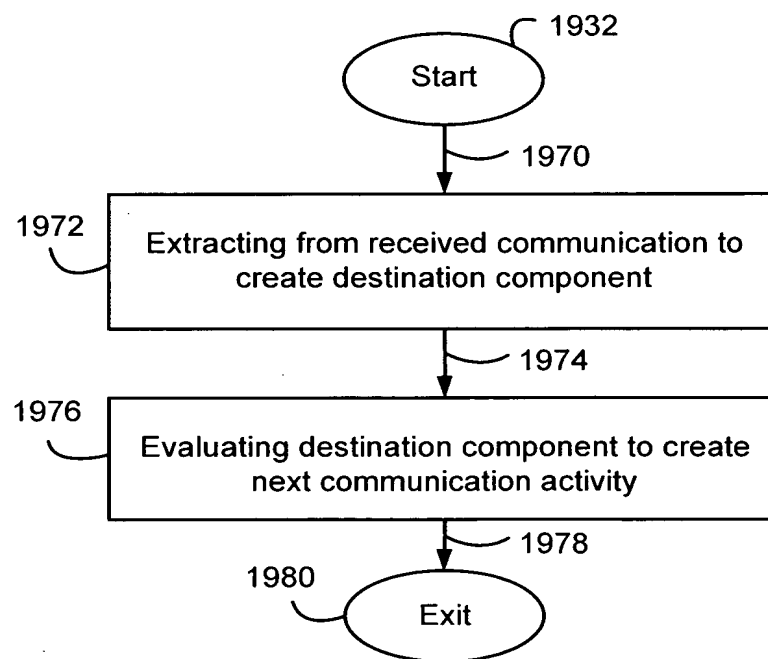 1932
Start
1970
1972
Extracting from received communication to
create destination component
1974
1976
Evaluating destination component to create
next communication activity
1978
1980
Exit